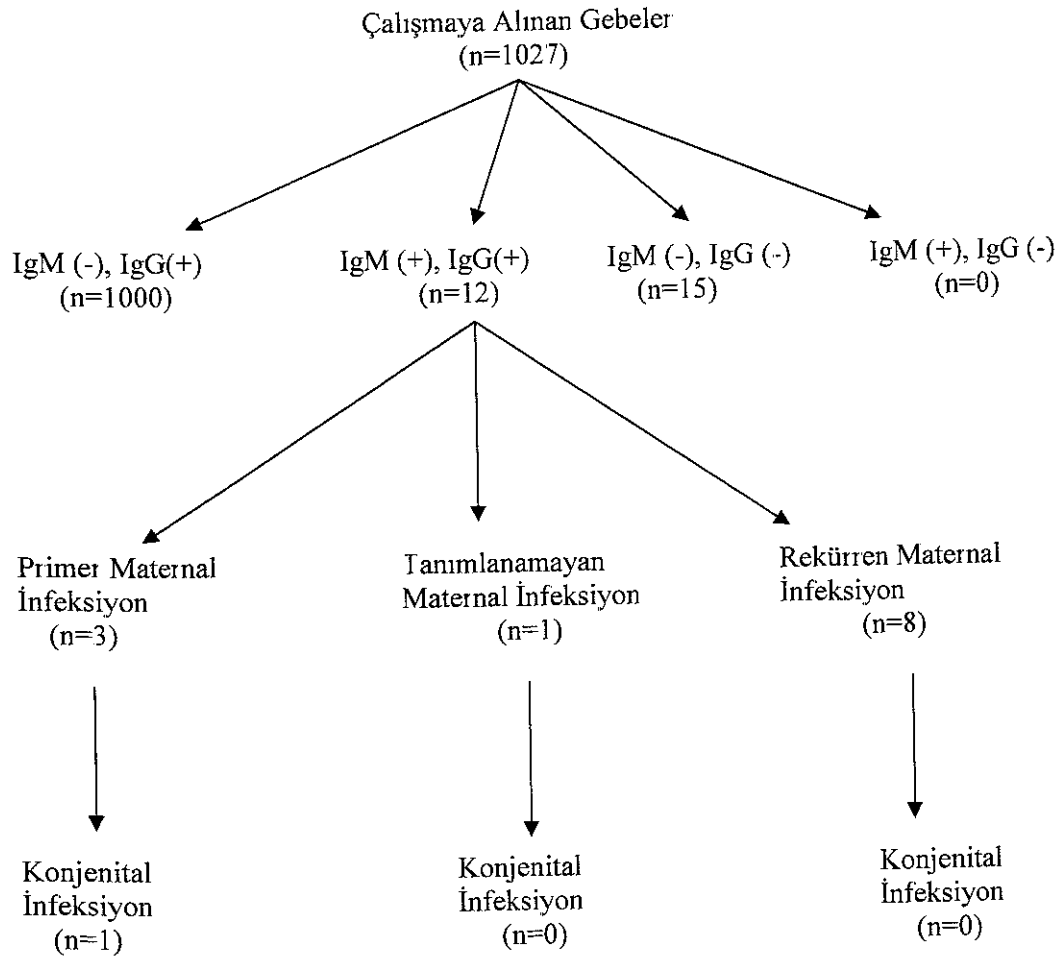 Çalışmaya Alınan Gebeler
(n=1027)
IgM (-), IgG(+)
(n=1000)
IgM (+), IgG(+)
(n=12)
IgM (-), IgG (-)
(n=15)
IgM (+), IgG (-)
(n=0)
Primer Maternal
İnfeksiyon
(n=3)
Tanımlanamayan
Maternal İnfeksiyon
(n=1)
Rekürren Maternal
İnfeksiyon
(n=8)
Konjenital
İnfeksiyon
(n=1)
Konjenital
İnfeksiyon
(n=0)
Konjenital
İnfeksiyon
(n=0)